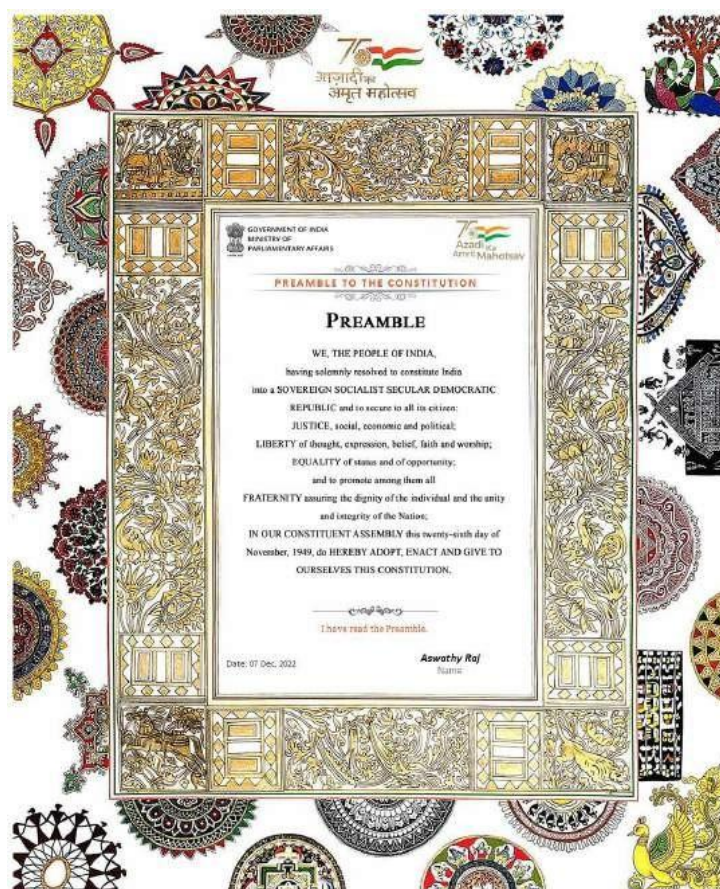 75
आज़ादी का
अमृत महोत्सव
GOVERNMENT OF INDIA
MINISTRY OF
PARLIAMENTARY AFFAIRS
75
Azadi Ka
Amrit Mahotsav
PREAMBLE TO THE CONSTITUTION
PREAMBLE
WE, THE PEOPLE OF INDIA,
having solemnly resolved to constitute India
into a SOVEREIGN SOCIALIST SECULAR DEMOCRATIC
REPUBLIC and to secure to all its citizen:
JUSTICE, social, economic and political;
LIBERTY of thought, expression, belief, faith and worship;
EQUALITY of status and of opportunity;
and to promote among them all
FRATERNITY assuring the dignity of the individual and the unity
and integrity of the Nation;
IN OUR CONSTITUENT ASSEMBLY this twenty-sixth day of
November, 1949, do HEREBY ADOPT, ENACT AND GIVE TO
OURSELVES THIS CONSTITUTION.
I have read the Preamble.
Date: 07 Dec, 2022
Aswathy Raj
Name